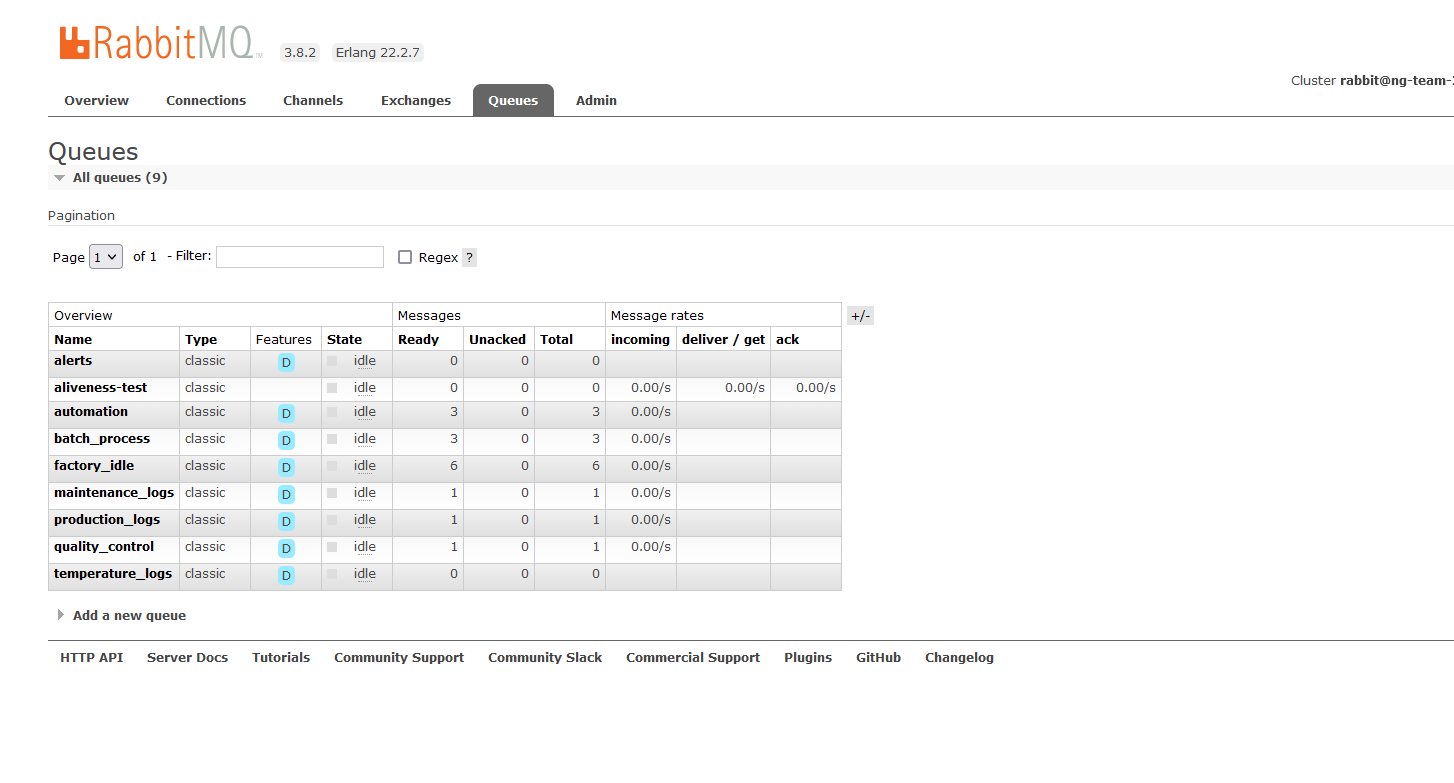 RabbitMQ TM 3.8.2 Erlang 22.2.7
Cluster rabbit@ng-team-
Overview Connections Channels Exchanges Queues Admin
Queues
All queues (9)
Pagination
Page 1 of 1 - Filter: Regex ?
Overview Messages Message rates +/-
Name Type Features State Ready Unacked Total incoming deliver / get ack
alerts classic D idle 0 0 0
aliveness-test classic idle 0 0 0 0.00/s 0.00/s 0.00/s
automation classic D idle 3 0 3 0.00/s
batch_process classic D idle 3 0 3 0.00/s
factory_idle classic D idle 6 0 6 0.00/s
maintenance_logs classic D idle 1 0 1 0.00/s
production_logs classic D idle 1 0 1 0.00/s
quality_control classic D idle 1 0 1 0.00/s
temperature_logs classic D idle 0 0 0
Add a new queue
HTTP API Server Docs Tutorials Community Support Community Slack Commercial Support Plugins GitHub Changelog